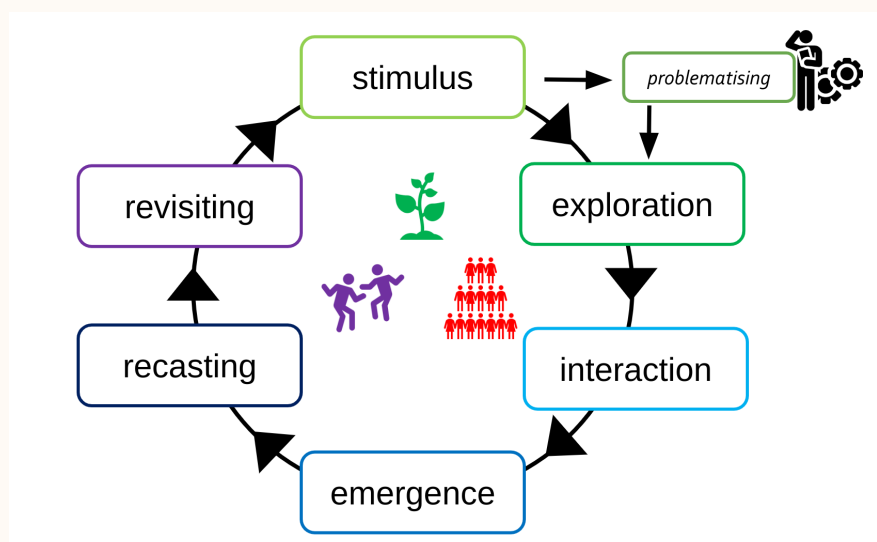 stimulus
problematising
exploration
interaction
emergence
recasting
revisiting